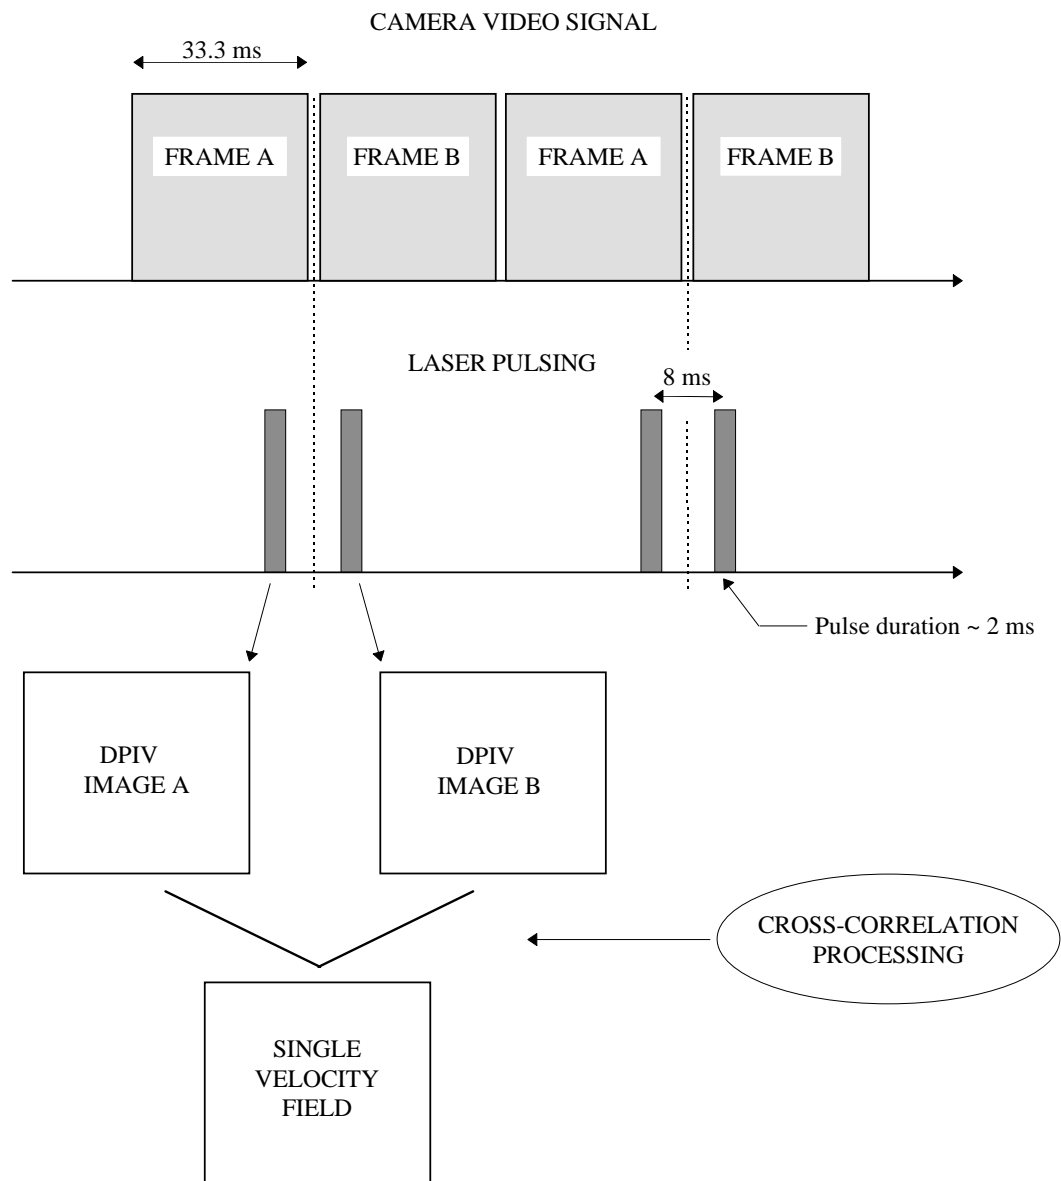 CAMERA VIDEO SIGNAL
33.3 ms
FRAME A
FRAME B
FRAME A
FRAME B
LASER PULSING
8 ms
Pulse duration ~ 2 ms
DPIV
IMAGE A
DPIV
IMAGE B
CROSS-CORRELATION
PROCESSING
SINGLE
VELOCITY
FIELD